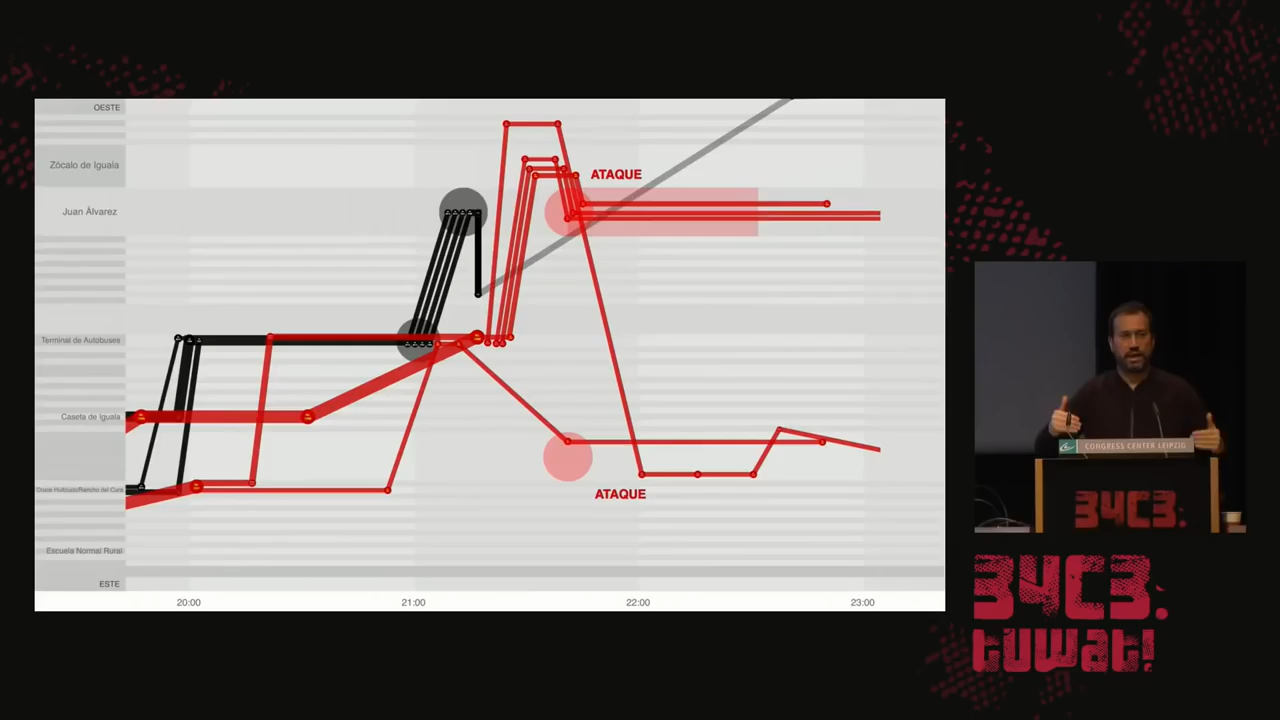 OESTE
Zócalo de Iguala
Juan Álvarez
Terminal de Autobuses
Caseta de Iguala
Escuela Normal Rural
ESTE
ATAQUE
ATAQUE
20:00
21:00
22:00
23:00
CONGRESS CENTER LEIPZIG
34C3.
34C3.
tuwat!